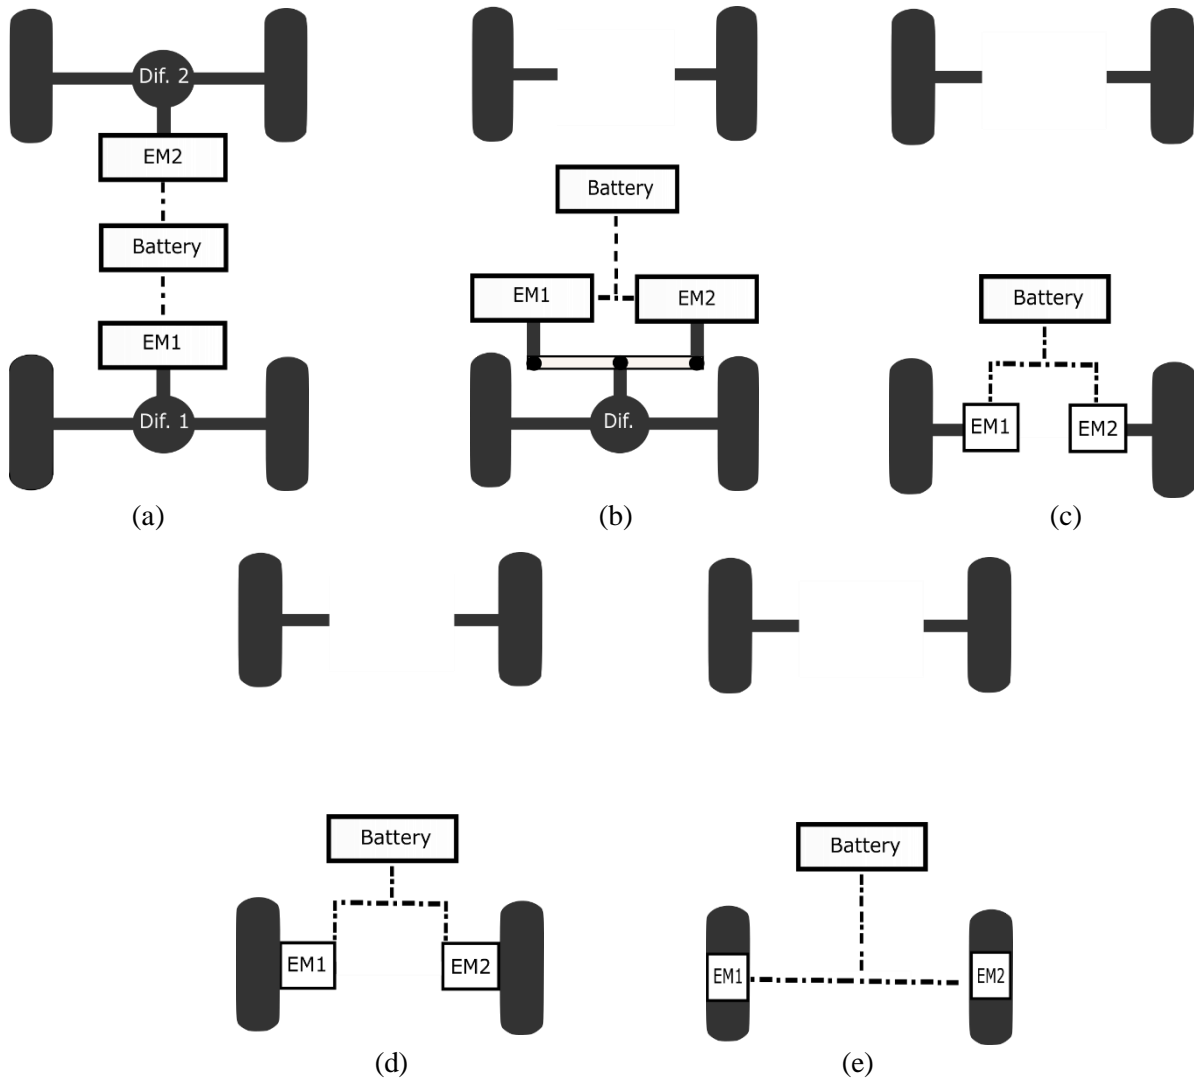 Dif. 2
EM2
Battery
EM1
Dif. 1
(a)
Battery
EM1
EM2
Dif.
(b)
Battery
EM1
EM2
(c)
Battery
EM1
EM2
(d)
Battery
EM1
EM2
(e)